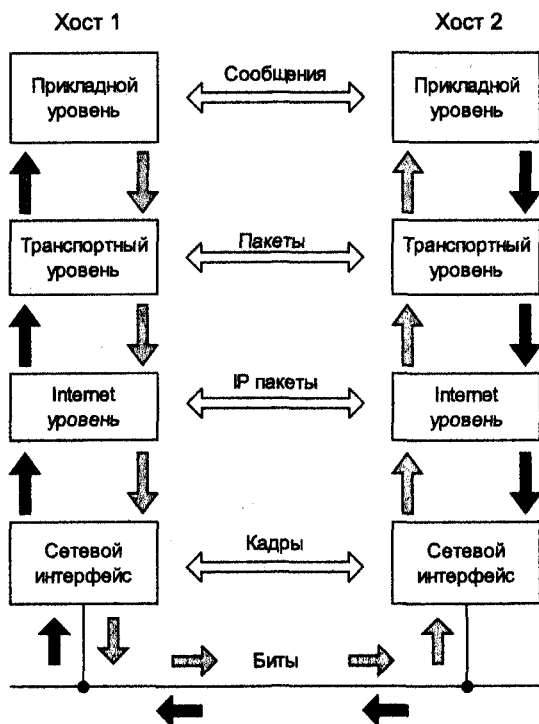 Хост 1
Хост 2
Прикладной
уровень
Сообщения
Прикладной
уровень
Транспортный
уровень
Пакеты
Транспортный
уровень
Internet
уровень
IP пакеты
Internet
уровень
Сетевой
интерфейс
Кадры
Сетевой
интерфейс
Биты